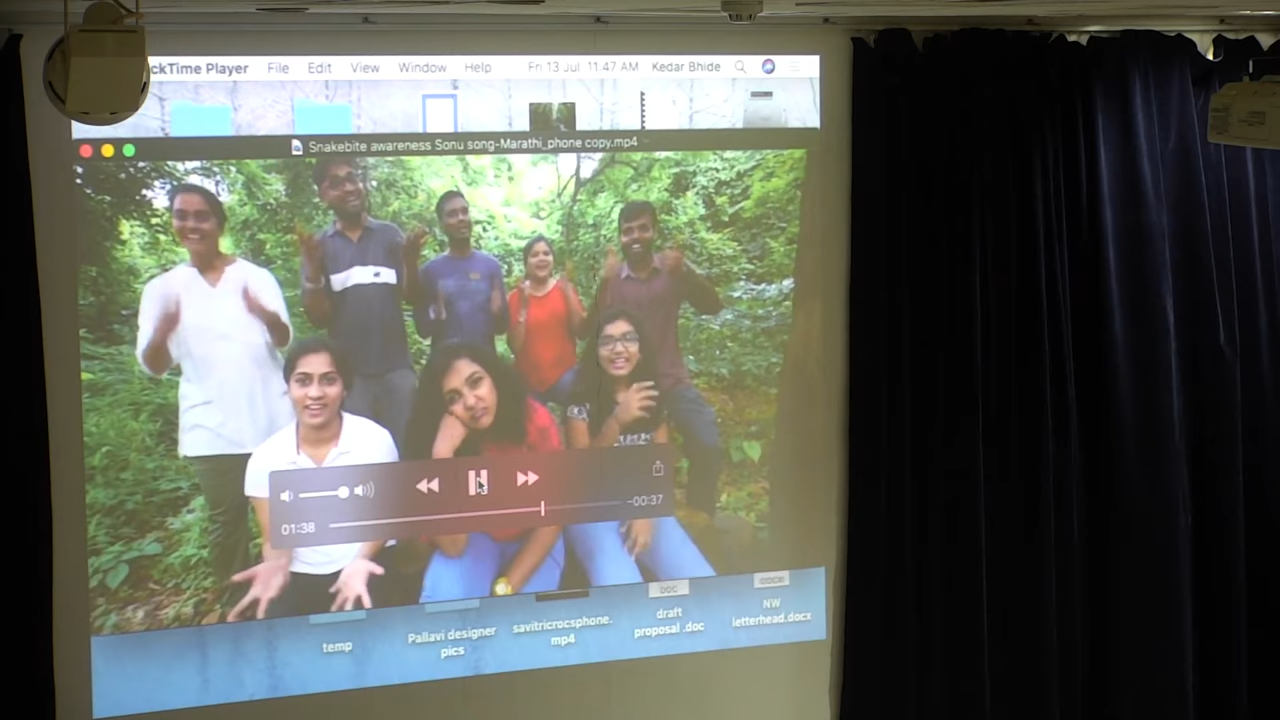 ckTime Player File Edit View Window Help Fri 13 Jul 11:47 AM Kedar Bhide
Snakebite awareness Sonu song-Marathi_phone copy.mp4
01:38
-00:37
temp
Pallavi designer
pics
savitricrocsphone.
mp4
DOC
draft
proposal .doc
DOCX
NW
letterhead.docx